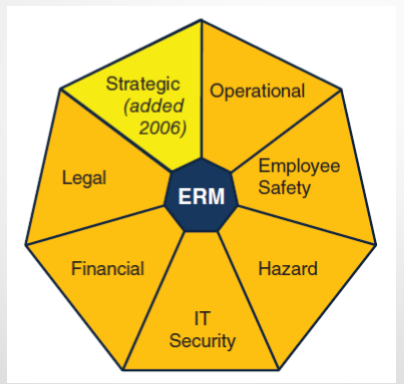 Strategic
(added
2006)
Operational
Employee
Safety
Hazard
IT
Security
Financial
Legal
ERM